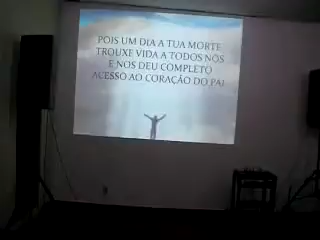 POIS UM DIA A TUA MORTE
TROUXE VIDA A TODOS NÓS
E NOS DEU COMPLETO
ACESSO AO CORAÇÃO DO PAI